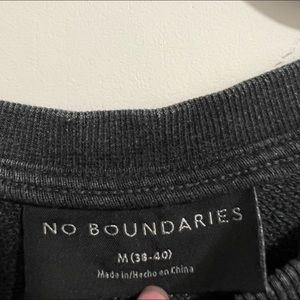 NO BOUNDARIES
M (38-40)
Made in/Hecho en China